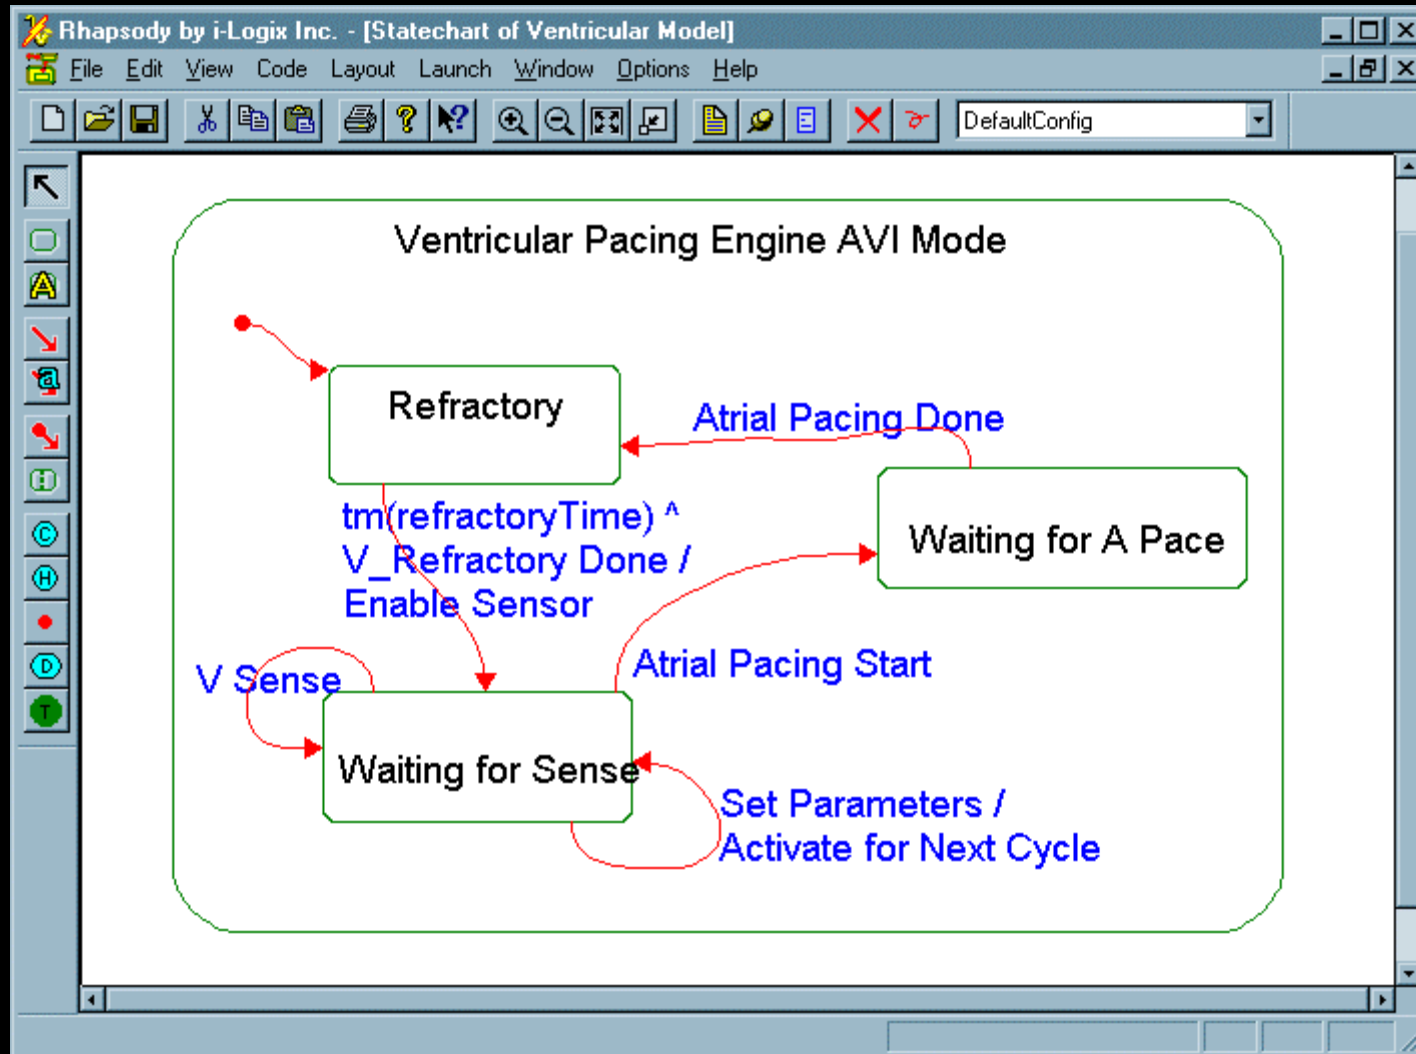 Rhapsody by i-Logix Inc. - [Statechart of Ventricular Model]
File Edit View Code Layout Launch Window Options Help
DefaultConfig
Ventricular Pacing Engine AVI Mode
Refractory
Atrial Pacing Done
tm(refractoryTime) ^
V_Refractory Done /
Enable Sensor
Waiting for A Pace
V Sense
Atrial Pacing Start
Waiting for Sense
Set Parameters /
Activate for Next Cycle
A
a
H
C
H
D
T